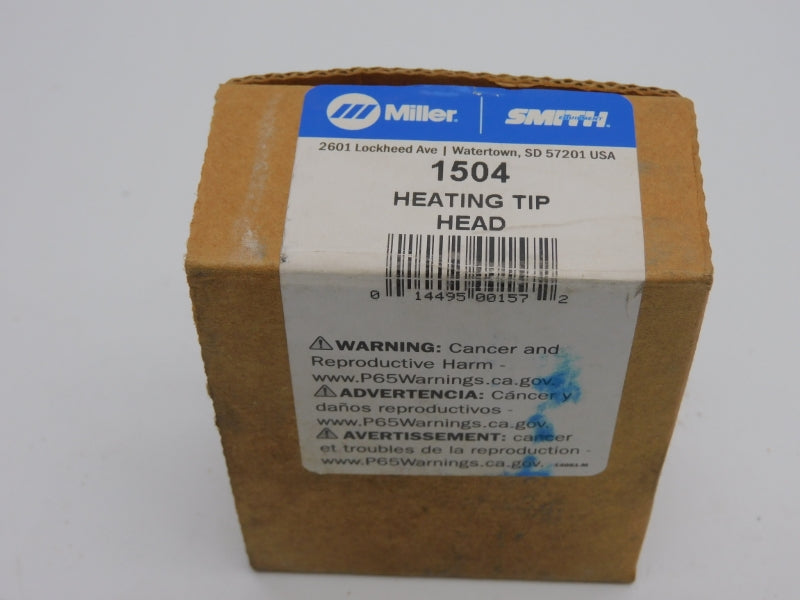 Miller. SMITH EQUIPMENT
2601 Lockheed Ave | Watertown, SD 57201 USA
1504
HEATING TIP
HEAD
0 14495 00157 2
⚠WARNING: Cancer and
Reproductive Harm -
www.P65Warnings.ca.gov.
⚠ADVERTENCIA: Cáncer y
daños reproductivos -
www.P65Warnings.ca.gov.
⚠ AVERTISSEMENT: cancer
et troubles de la reproduction -
www.P65Warnings.ca.gov.